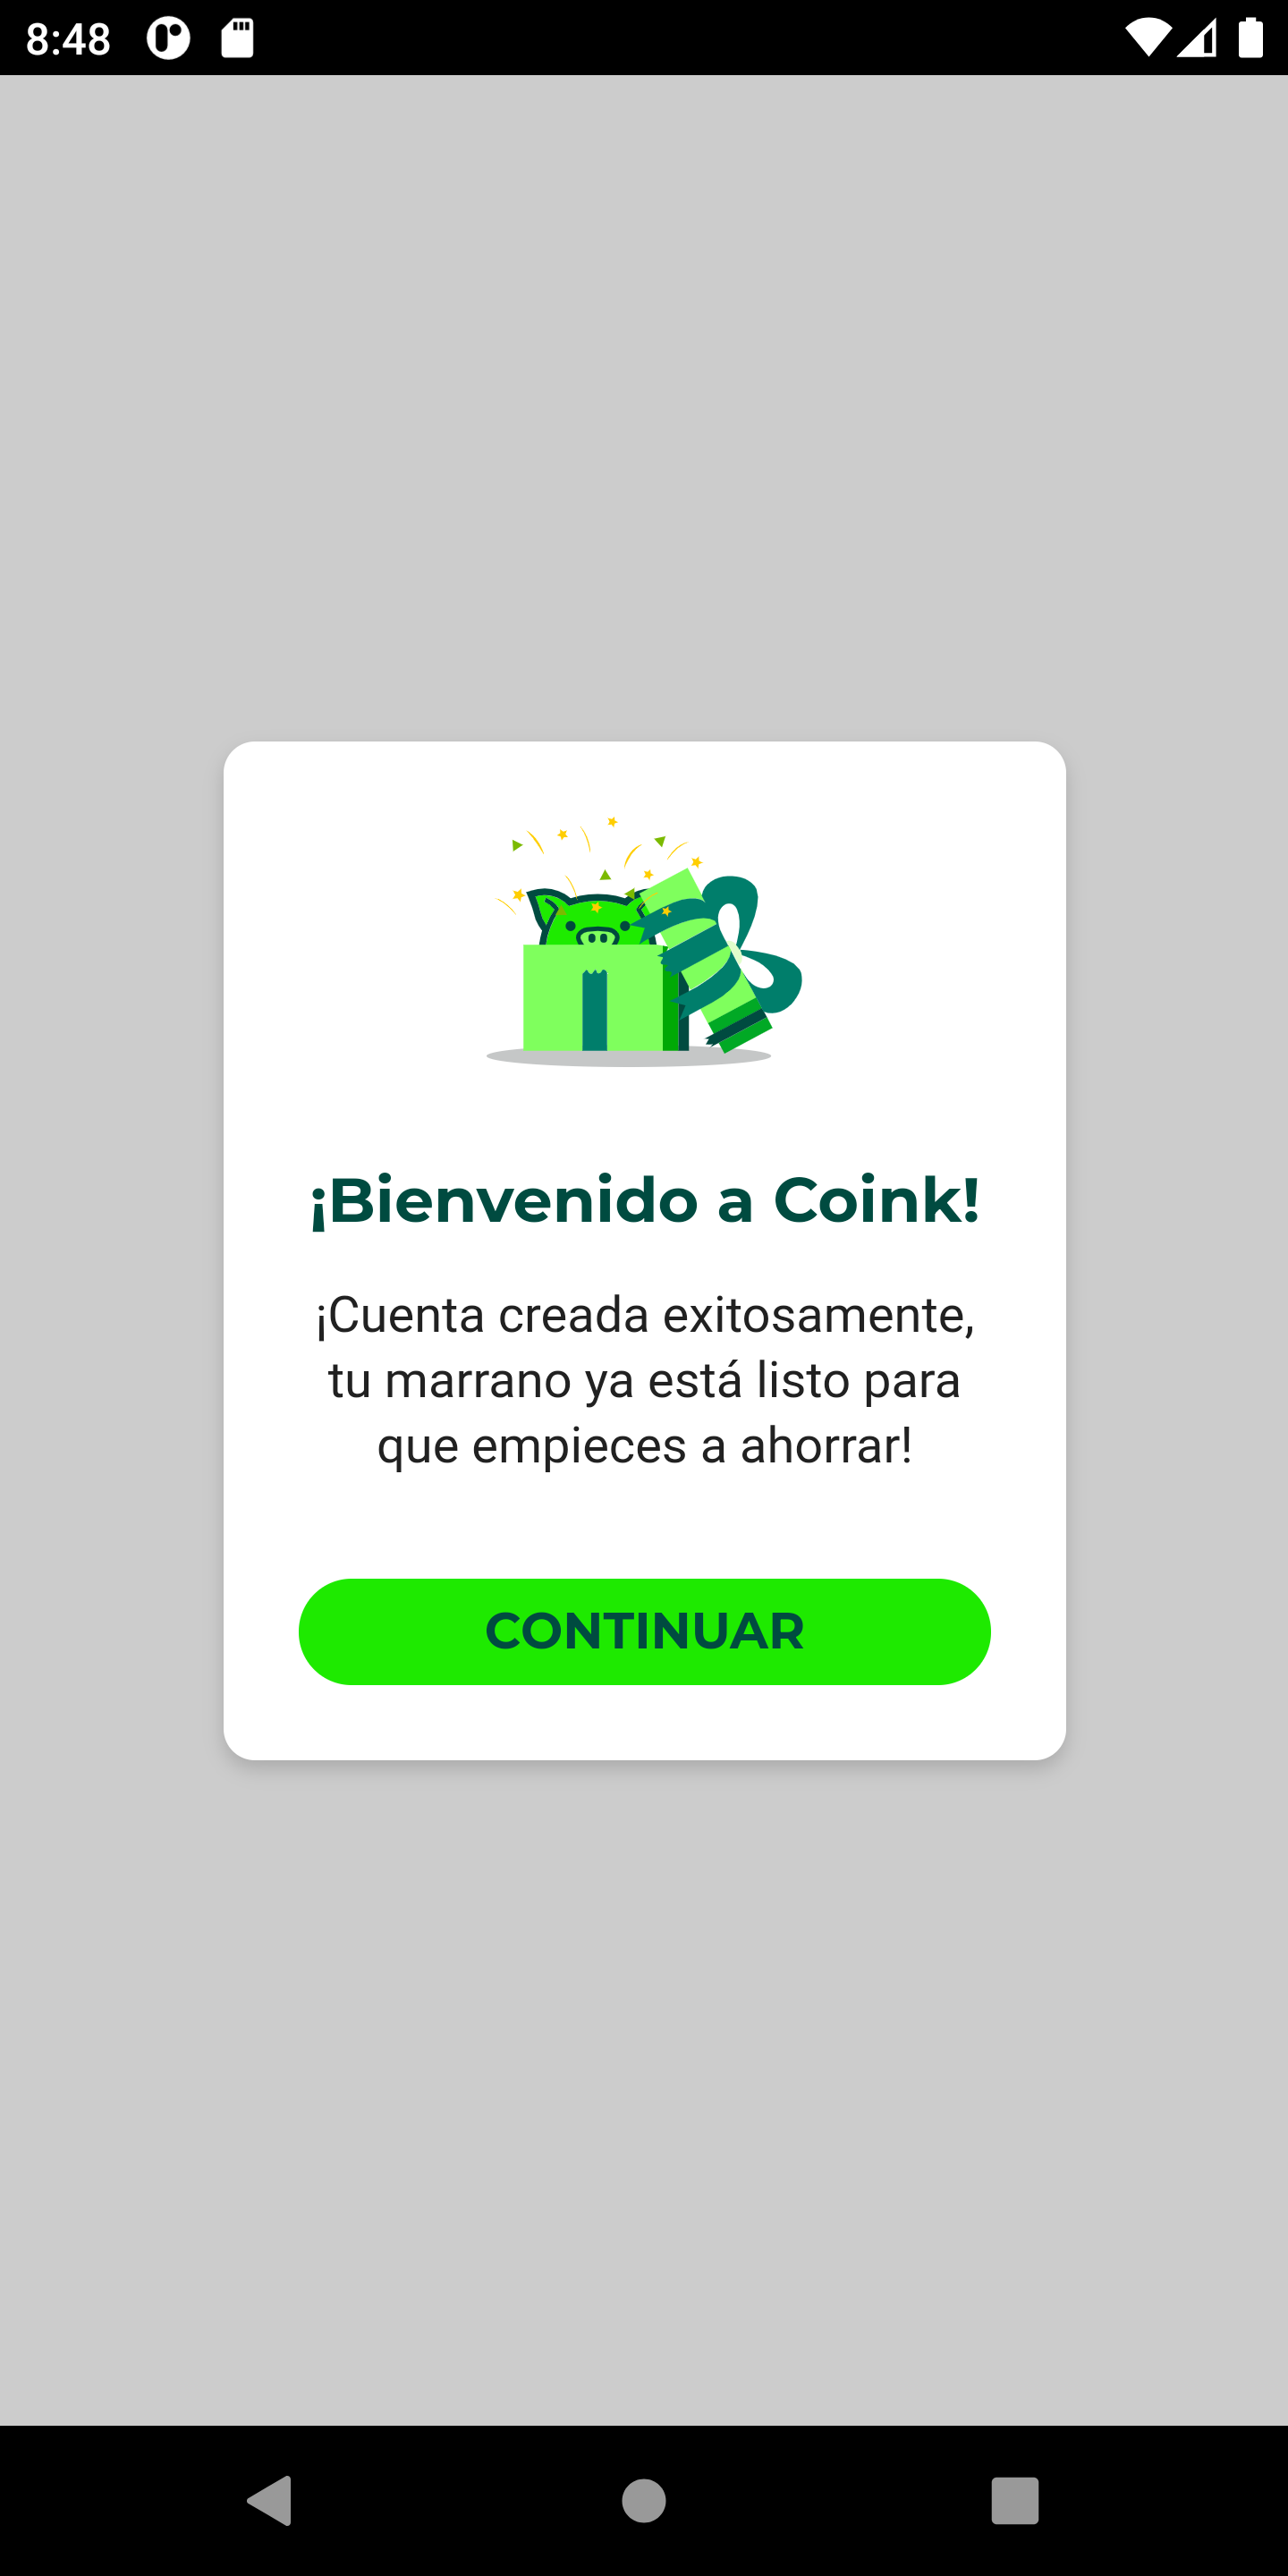 8:48
¡Bienvenido a Coink!
¡Cuenta creada exitosamente,
tu marrano ya está listo para
que empieces a ahorrar!
CONTINUAR